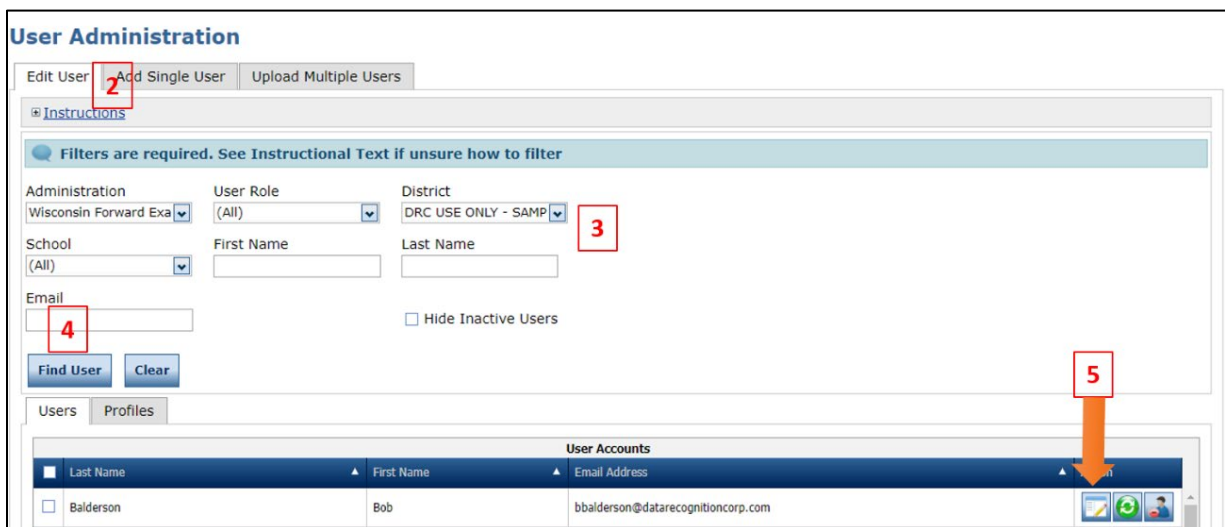 User Administration
Edit User 2 Add Single User Upload Multiple Users
Instructions
Filters are required. See Instructional Text if unsure how to filter
Administration User Role District
Wisconsin Forward Exa (All) DRC USE ONLY - SAMP 3
School First Name Last Name
(All)
Email
Hide Inactive Users
4
Find User Clear
5
Users Profiles
User Accounts
Last Name First Name Email Address
Balderson Bob bbalderson@datarecognitioncorp.com